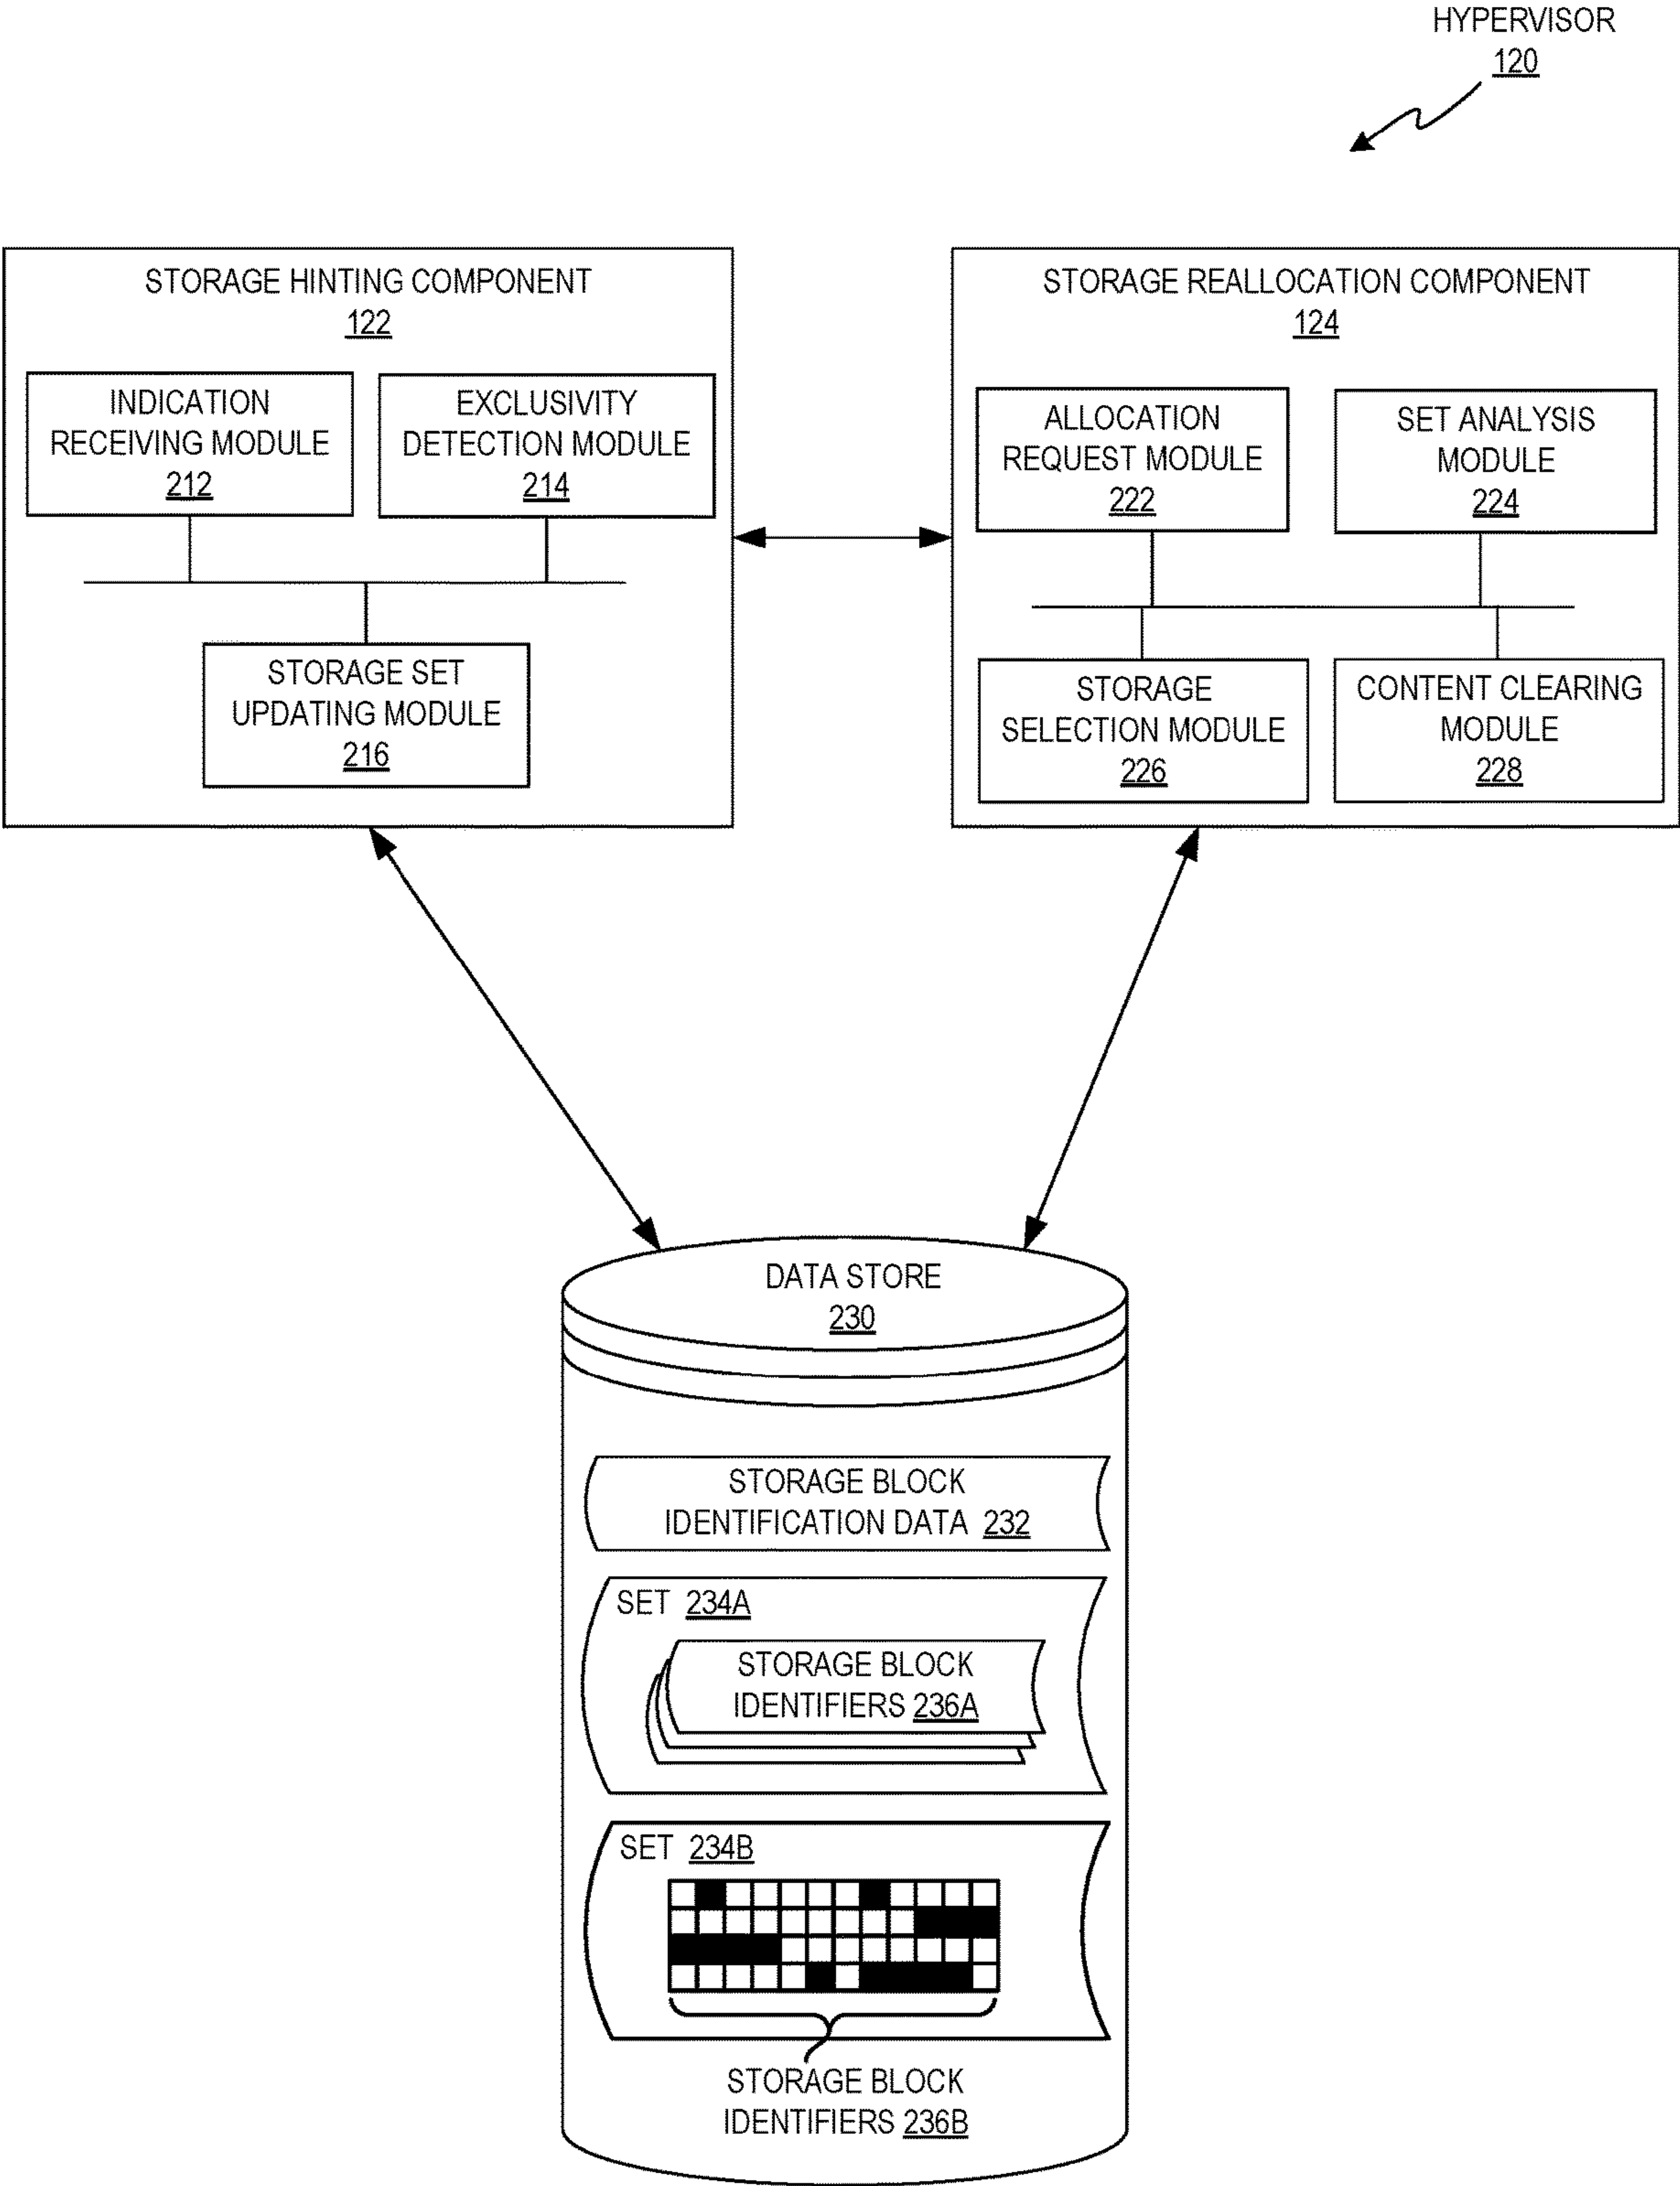 HYPERVISOR
120
STORAGE HINTING COMPONENT
122
INDICATION
RECEIVING MODULE
212
EXCLUSIVITY
DETECTION MODULE
214
STORAGE SET
UPDATING MODULE
216
STORAGE REALLOCATION COMPONENT
124
ALLOCATION
REQUEST MODULE
222
SET ANALYSIS
MODULE
224
STORAGE
SELECTION MODULE
226
CONTENT CLEARING
MODULE
228
DATA STORE
230
STORAGE BLOCK
IDENTIFICATION DATA 232
SET 234A
STORAGE BLOCK
IDENTIFIERS 236A
SET 234B
STORAGE BLOCK
IDENTIFIERS 236B